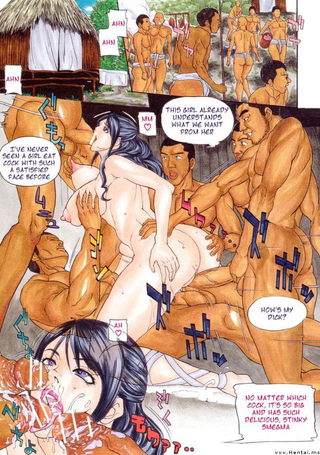 AHN
AHN
AHN
THIS GIRL ALREADY
UNDERSTANDS
WHAT WE WANT
FROM HER
MM
♡
I'VE NEVER
SEEN A GIRL EAT
COCK WITH SUCH
A SATISFIED
FACE BEFORE
HOW'S MY
DICK?
AH
♡
NO MATTER WHICH
COCK, IT'S SO BIG
AND HAS SUCH
DELICIOUS, STINKY
SMEGMA
www.Hentai.ms